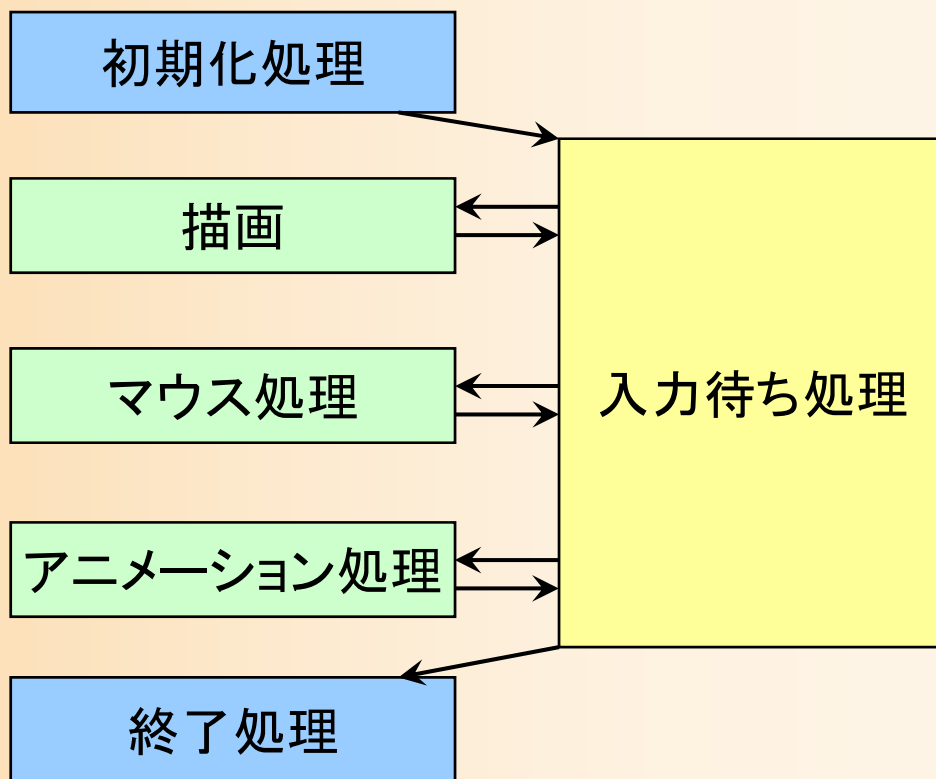 初期化処理
描画
マウス処理
入力待ち処理
アニメーション処理
終了処理